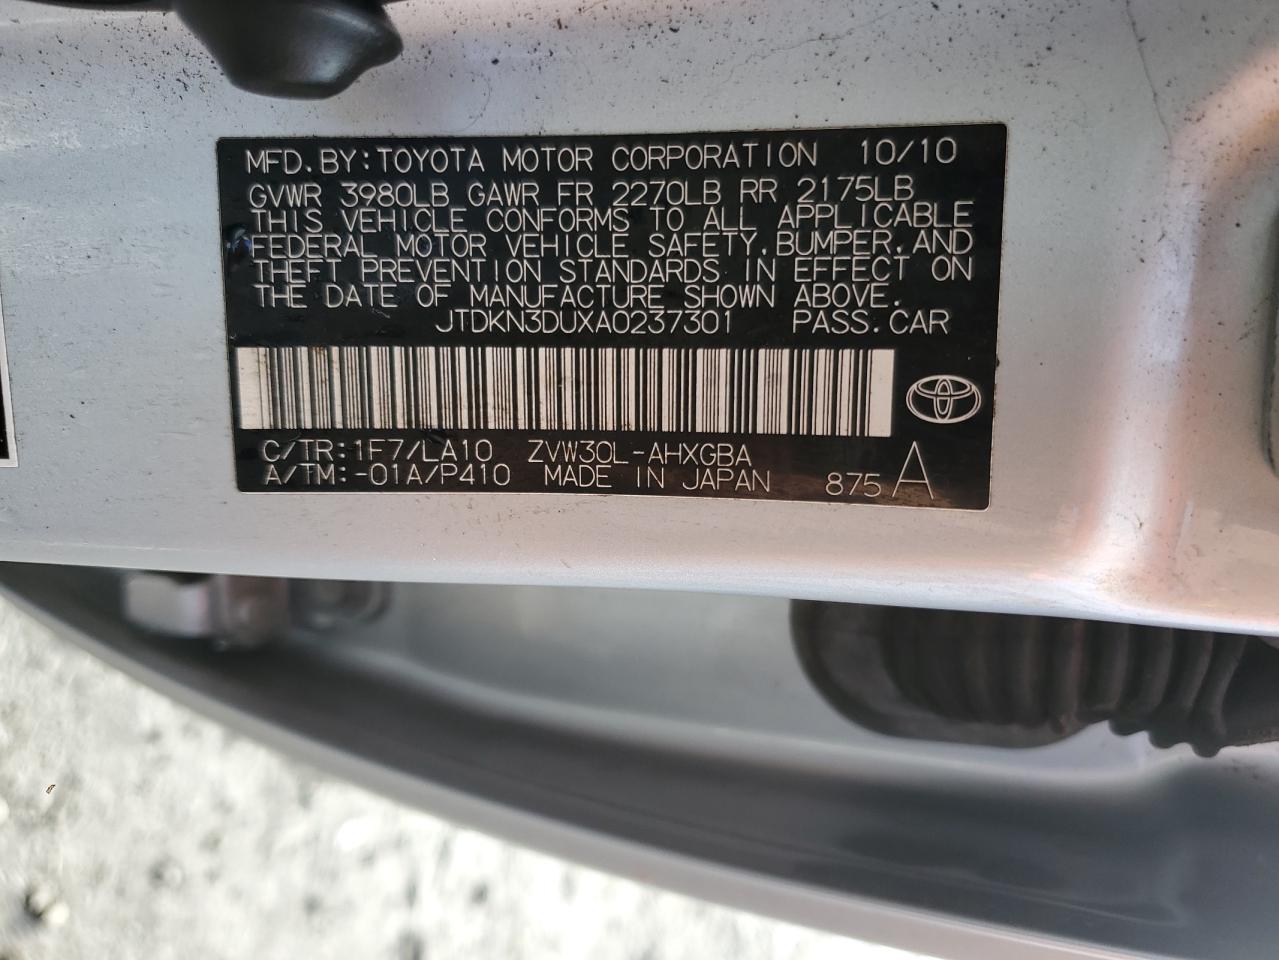 MFD.BY:TOYOTA MOTOR CORPORATION 10/10
GVWR 3980LB GAWR FR 2270LB RR 2175LB
THIS VEHICLE CONFORMS TO ALL APPLICABLE
FEDERAL MOTOR VEHICLE SAFETY,BUMPER,AND
THEFT PREVENTION STANDARDS IN EFFECT ON
THE DATE OF MANUFACTURE SHOWN ABOVE.
JTDKN3DUXA0237301 PASS.CAR
C/TR:1F7/LA10 ZVW30L-AHXGBA
A/TM:-01A/P410 MADE IN JAPAN 875 A